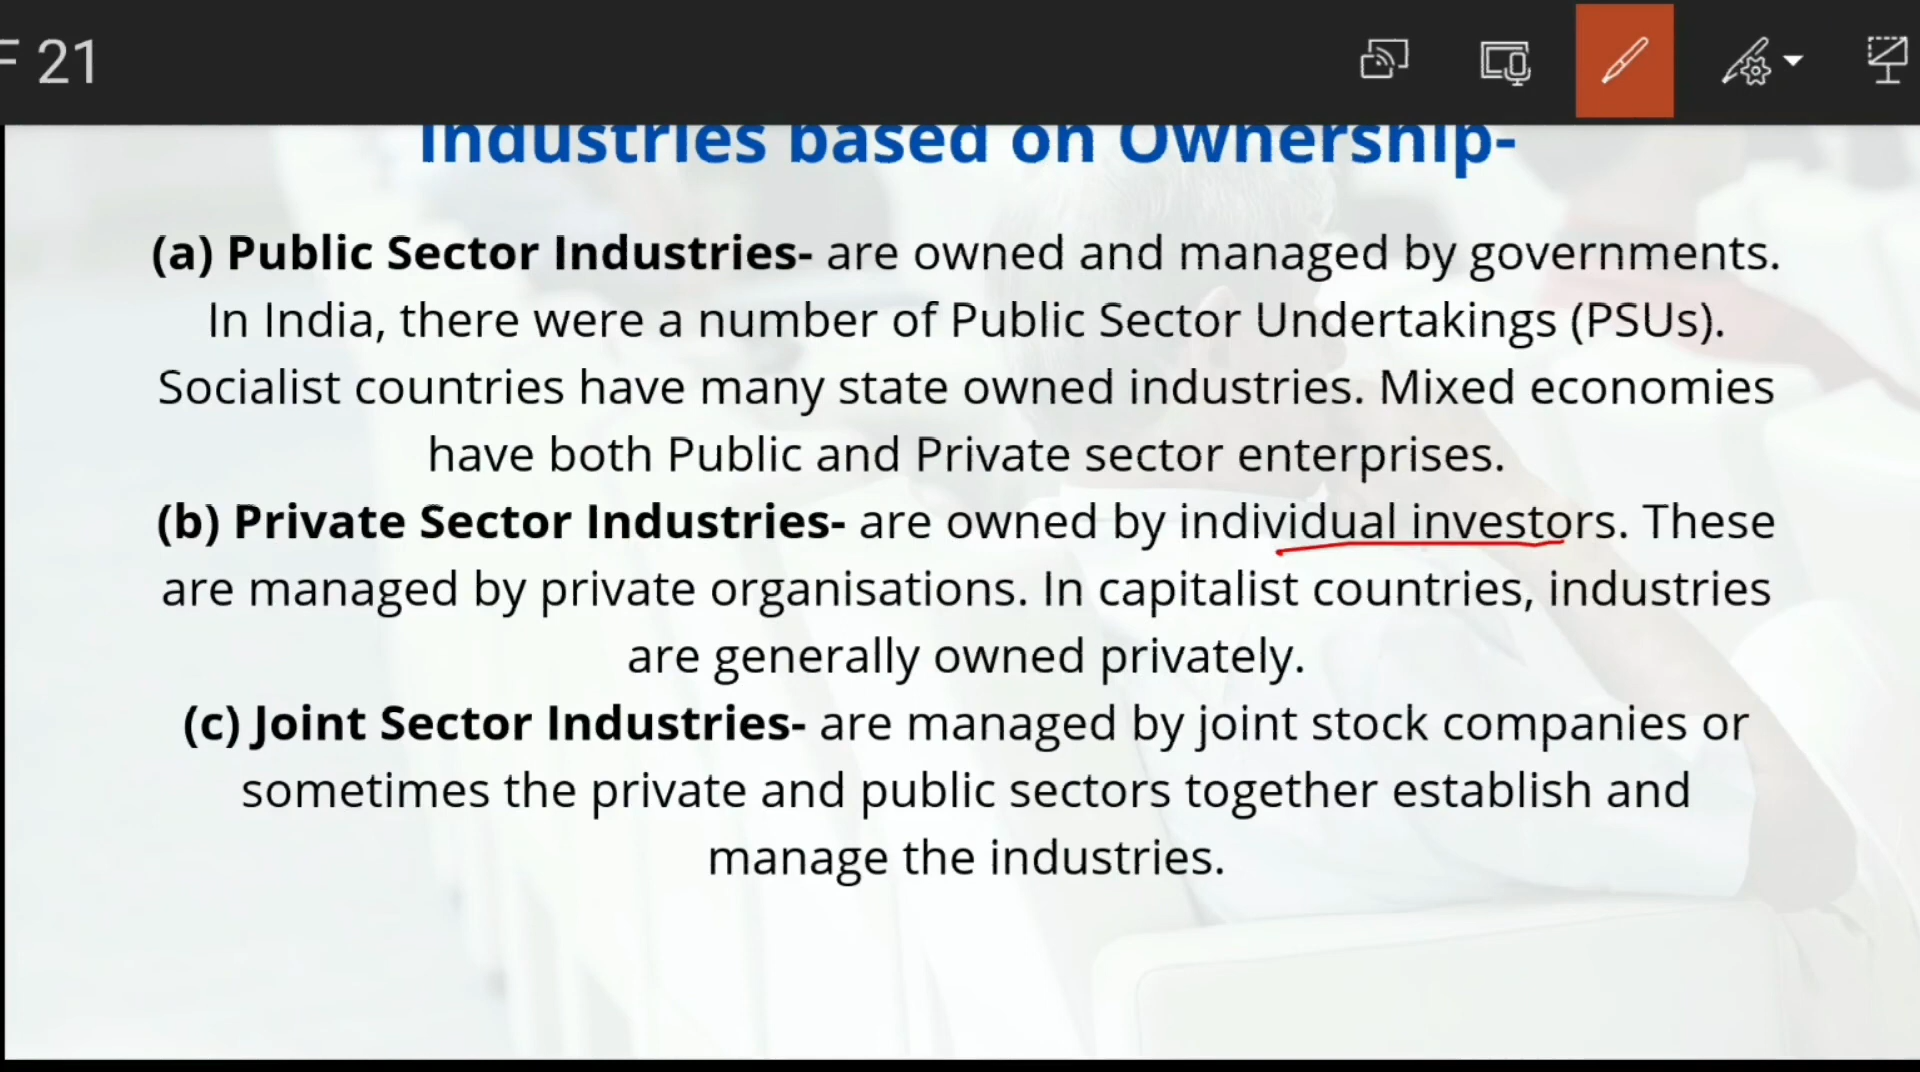 F 21
Industries based on Ownership-
(a) Public Sector Industries- are owned and managed by governments.
In India, there were a number of Public Sector Undertakings (PSUs).
Socialist countries have many state owned industries. Mixed economies
have both Public and Private sector enterprises.
(b) Private Sector Industries- are owned by individual investors. These
are managed by private organisations. In capitalist countries, industries
are generally owned privately.
(c) Joint Sector Industries- are managed by joint stock companies or
sometimes the private and public sectors together establish and
manage the industries.